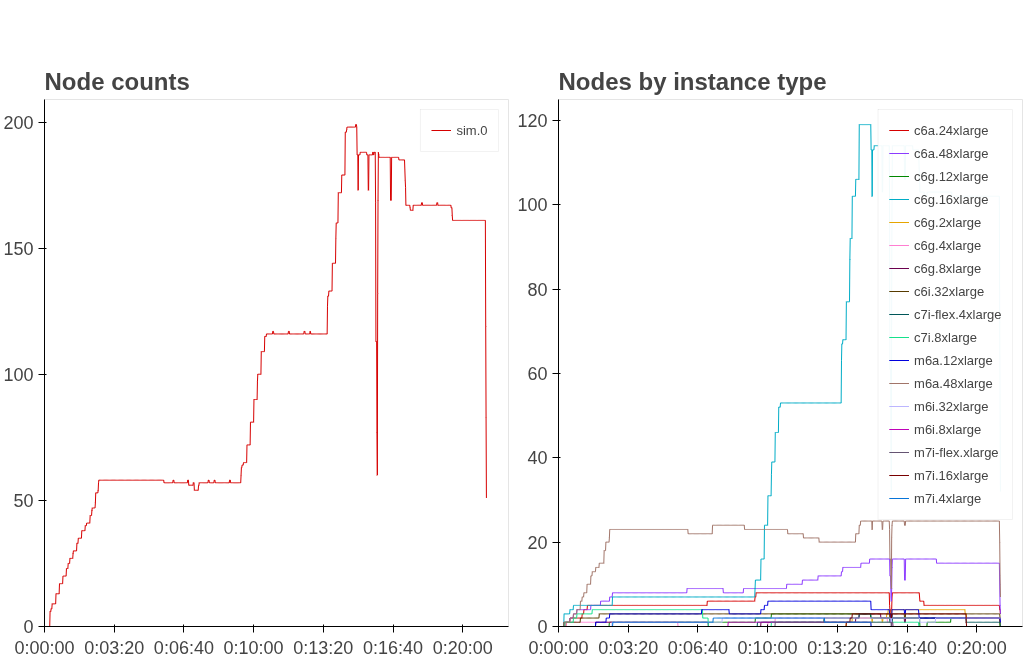 Node counts
200
150
100
50
0
0:00:00
0:03:20
0:06:40
0:10:00
0:13:20
0:16:40
0:20:00
sim.0
Nodes by instance type
120
100
80
60
40
20
0
0:00:00
0:03:20
0:06:40
0:10:00
0:13:20
0:16:40
0:20:00
c6a.24xlarge
c6a.48xlarge
c6g.12xlarge
c6g.16xlarge
c6g.2xlarge
c6g.4xlarge
c6g.8xlarge
c6i.32xlarge
c7i-flex.4xlarge
c7i.8xlarge
m6a.12xlarge
m6a.48xlarge
m6i.32xlarge
m6i.8xlarge
m7i-flex.xlarge
m7i.16xlarge
m7i.4xlarge